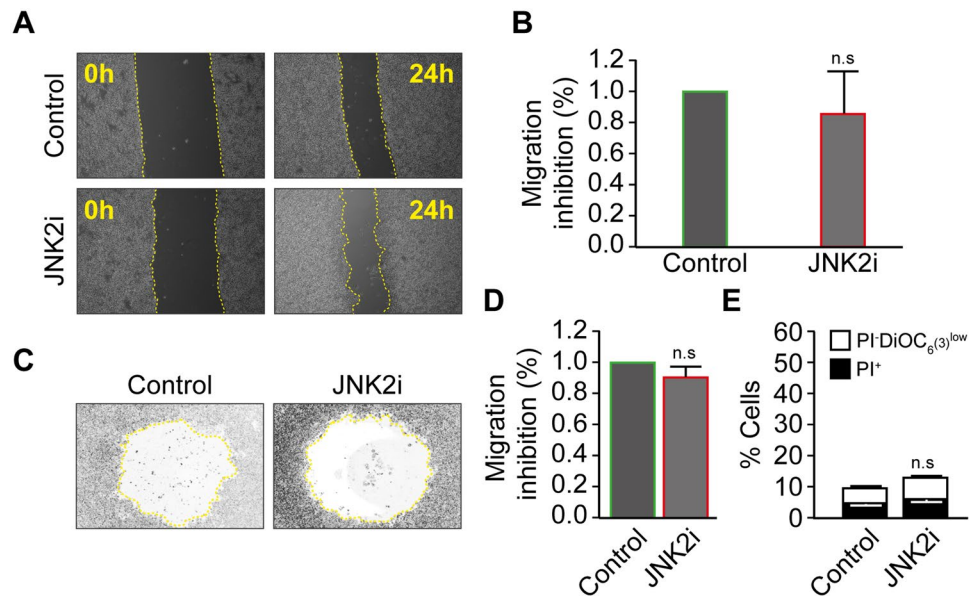 A
Control
0h
24h
JNK2i
0h
24h
B
Migration
inhibition (%)
1.2
1.0
0.8
0.6
0.4
0.2
0.0
n.s
Control
JNK2i
C
Control
JNK2i
D
Migration
inhibition (%)
1.2
1.0
0.8
0.6
0.4
0.2
0.0
n.s
Control
JNK2i
E
% Cells
60
50
40
30
20
10
0
PI⁻DiOC₆₍₃₎ˡᵒʷ
PI⁺
n.s
Control
JNK2i